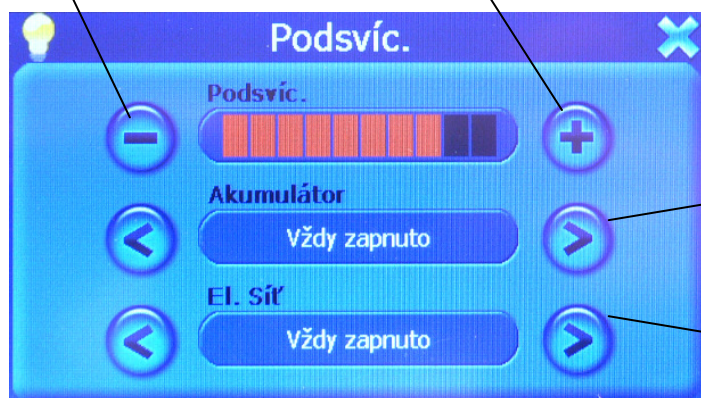 Podsvíc.
Podsvíc.
Akumulátor
Vždy zapnuto
El. Síť
Vždy zapnuto